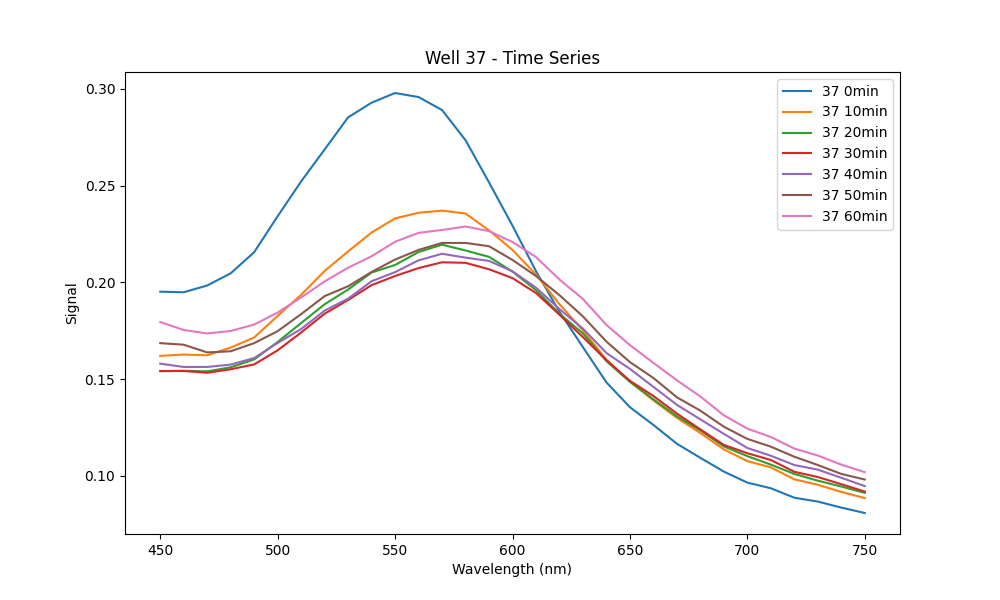 Well 37 - Time Series
Signal
0.30
0.25
0.20
0.15
0.10
450 500 550 600 650 700 750
Wavelength (nm)
37 0min
37 10min
37 20min
37 30min
37 40min
37 50min
37 60min